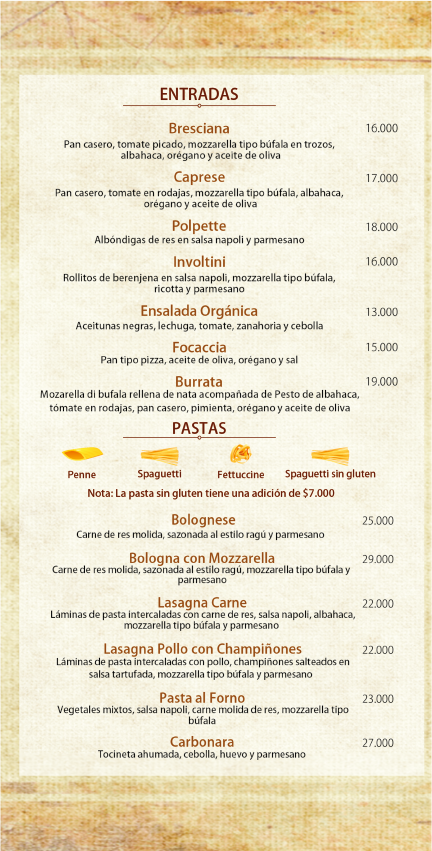 ENTRADAS
Bresciana 16.000
Pan casero, tomate picado, mozzarella tipo búfala en trozos,
albahaca, orégano y aceite de oliva
Caprese 17.000
Pan casero, tomate en rodajas, mozzarella tipo búfala, albahaca,
orégano y aceite de oliva
Polpette 18.000
Albóndigas de res en salsa napoli y parmesano
Involtini 16.000
Rollitos de berenjena en salsa napoli, mozzarella tipo búfala,
ricotta y parmesano
Ensalada Orgánica 13.000
Aceitunas negras, lechuga, tomate, zanahoria y cebolla
Focaccia 15.000
Pan tipo pizza, aceite de oliva, orégano y sal
Burrata 19.000
Mozarella di bufala rellena de nata acompañada de Pesto de albahaca,
tómate en rodajas, pan casero, pimienta, orégano y aceite de oliva
PASTAS
Penne Spaguetti Fettuccine Spaguetti sin gluten
Nota: La pasta sin gluten tiene una adición de $7.000
Bolognese 25.000
Carne de res molida, sazonada al estilo ragú y parmesano
Bologna con Mozzarella 29.000
Carne de res molida, sazonada al estilo ragú, mozzarella tipo búfala y
parmesano
Lasagna Carne 22.000
Láminas de pasta intercaladas con carne de res, salsa napoli, albahaca,
mozzarella tipo búfala y parmesano
Lasagna Pollo con Champiñones 22.000
Láminas de pasta intercaladas con pollo, champiñones salteados en
salsa tartufada, mozzarella tipo búfala y parmesano
Pasta al Forno 23.000
Vegetales mixtos, salsa napoli, carne molida de res, mozzarella tipo
búfala
Carbonara 27.000
Tocineta ahumada, cebolla, huevo y parmesano